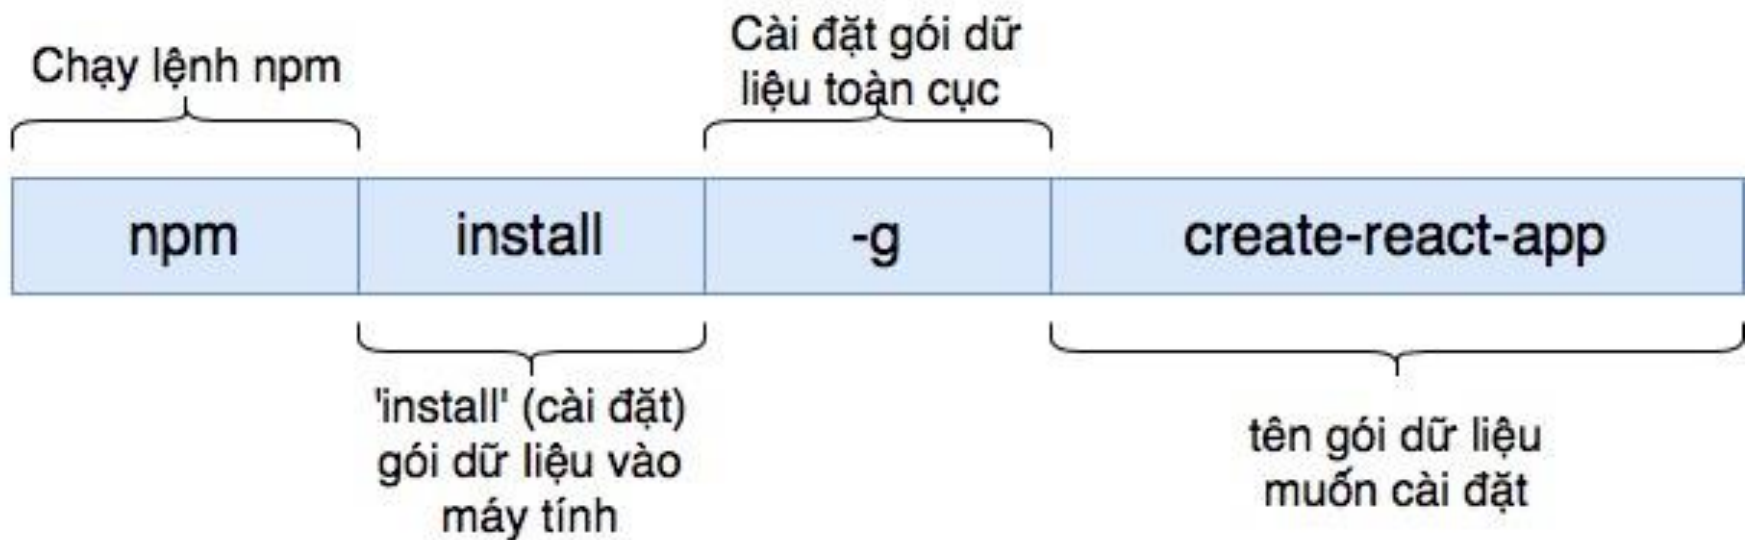 Chạy lệnh npm
Cài đặt gói dữ
liệu toàn cục
npm
install
-g
create-react-app
'install' (cài đặt)
gói dữ liệu vào
máy tính
tên gói dữ liệu
muốn cài đặt